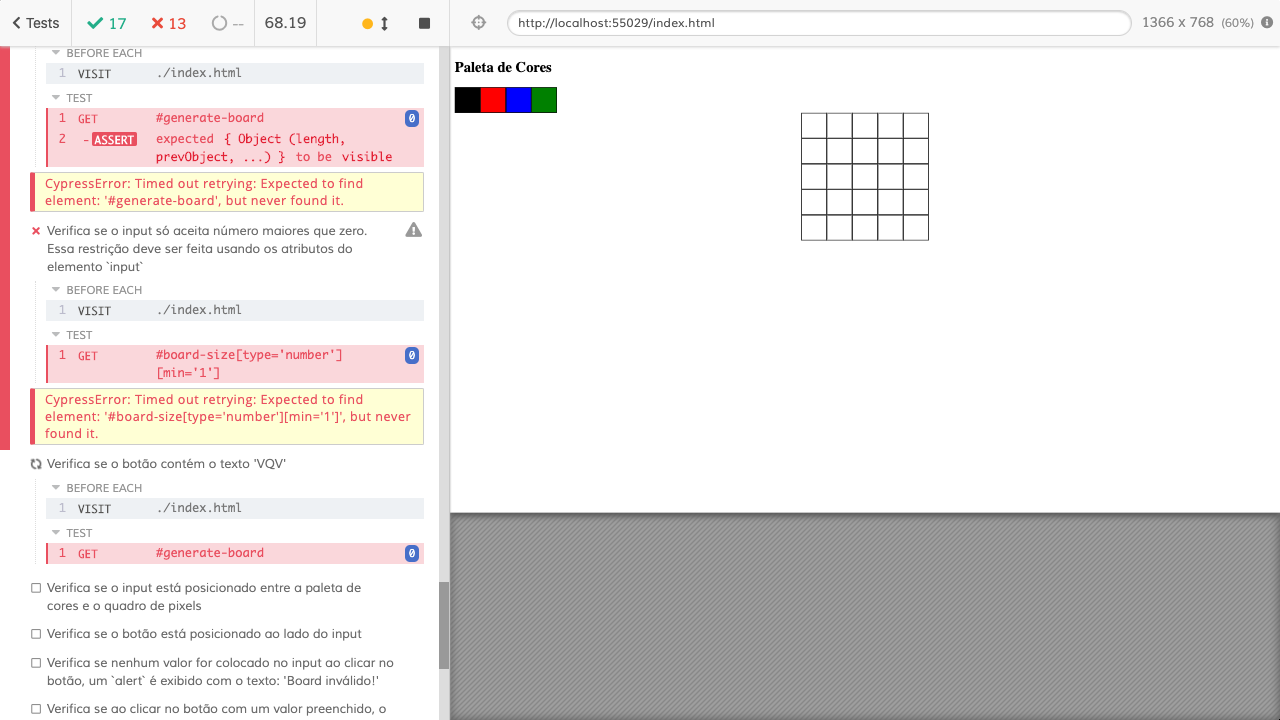 Tests
17
13
--
68.19
http://localhost:55029/index.html
1366 x 768 (60%)
BEFORE EACH
1 VISIT ./index.html
TEST
1 GET #generate-board 0
2 -ASSERT expected { Object (length,
prevObject, ...) } to be visible
CypressError: Timed out retrying: Expected to find
element: '#generate-board', but never found it.
Verifica se o input só aceita número maiores que zero.
Essa restrição deve ser feita usando os atributos do
elemento `input`
BEFORE EACH
1 VISIT ./index.html
TEST
1 GET #board-size[type='number'] 0
[min='1']
CypressError: Timed out retrying: Expected to find
element: '#board-size[type='number'][min='1']', but never
found it.
Verifica se o botão contém o texto 'VQV'
BEFORE EACH
1 VISIT ./index.html
TEST
1 GET #generate-board 0
Verifica se o input está posicionado entre a paleta de
cores e o quadro de pixels
Verifica se o botão está posicionado ao lado do input
Verifica se nenhum valor for colocado no input ao clicar no
botão, um `alert` é exibido com o texto: 'Board inválido!'
Verifica se ao clicar no botão com um valor preenchido, o
Paleta de Cores